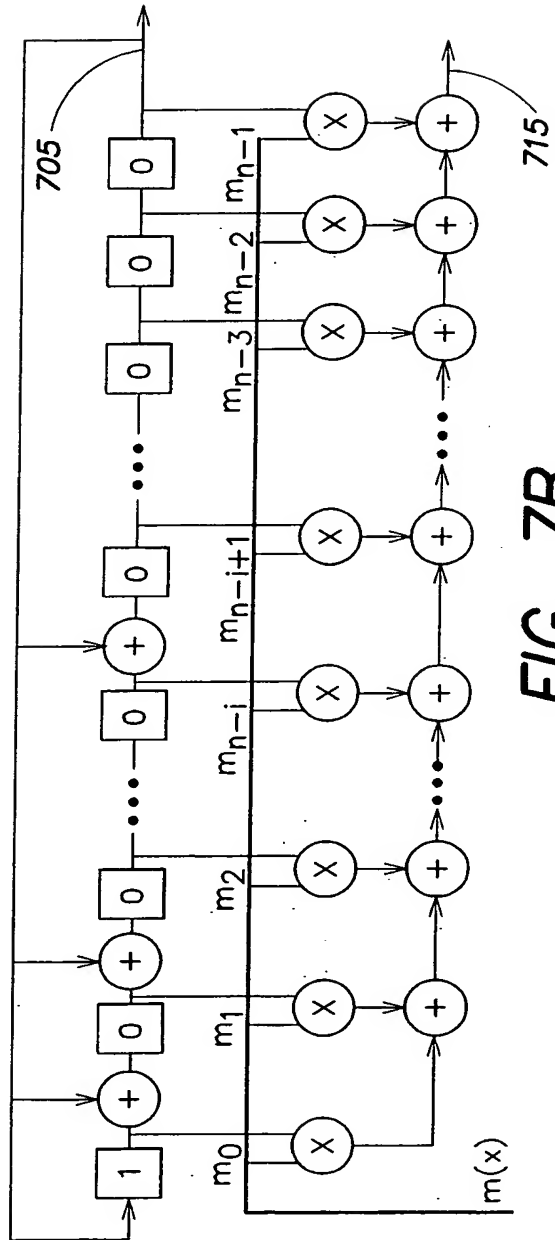 705
1 + 0 + 0 ••• 0 + 0 ••• 0 0 0
m₀ m₁ m₂ mₙ₋ᵢ mₙ₋ᵢ₊₁ mₙ₋₃ mₙ₋₂ mₙ₋₁
X X X X X X X X
+ + ••• + + ••• + + +
m(x)
715
FIG. 7B